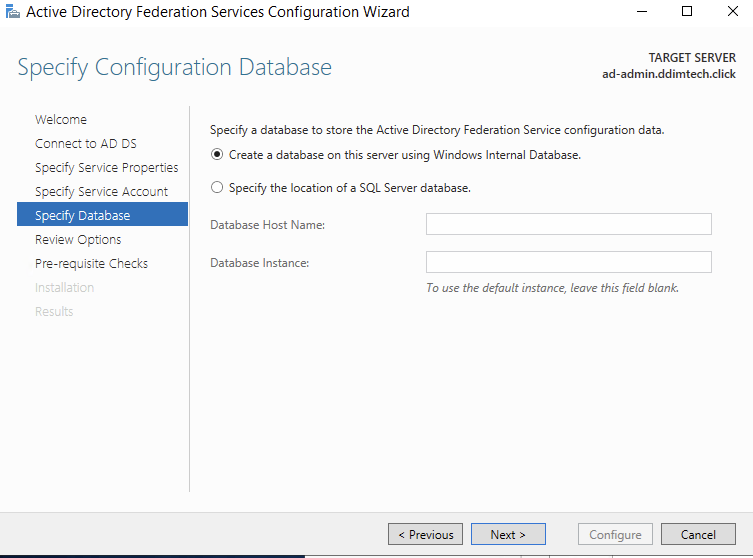 Active Directory Federation Services Configuration Wizard
Specify Configuration Database
TARGET SERVER
ad-admin.ddimtech.click
Welcome
Connect to AD DS
Specify Service Properties
Specify Service Account
Specify Database
Review Options
Pre-requisite Checks
Installation
Results
Specify a database to store the Active Directory Federation Service configuration data.
Create a database on this server using Windows Internal Database.
Specify the location of a SQL Server database.
Database Host Name:
Database Instance:
To use the default instance, leave this field blank.
< Previous
Next >
Configure
Cancel